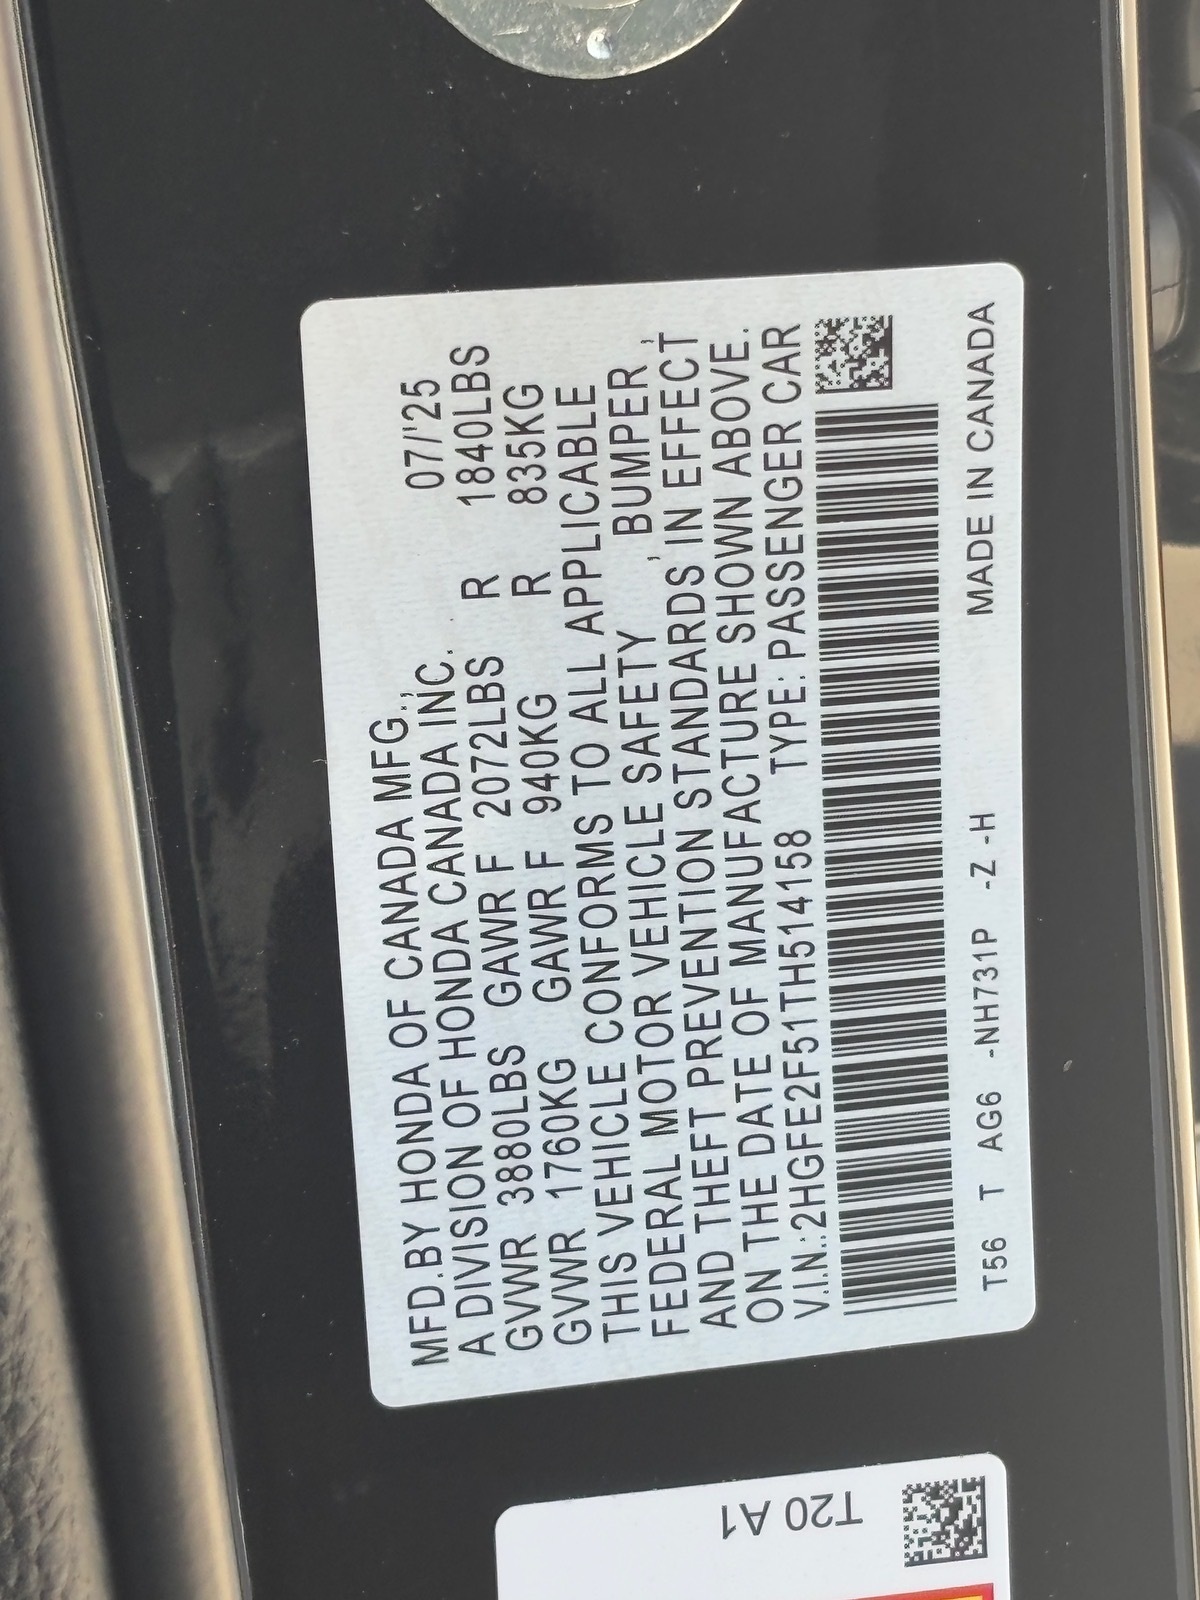 MFD.BY HONDA OF CANADA MFG., 07/'25
A DIVISION OF HONDA CANADA INC.
GVWR 3880LBS GAWR F 2072LBS R 1840LBS
GVWR 1760KG GAWR F 940KG R 835KG
THIS VEHICLE CONFORMS TO ALL APPLICABLE
FEDERAL MOTOR VEHICLE SAFETY, BUMPER,
AND THEFT PREVENTION STANDARDS IN EFFECT
ON THE DATE OF MANUFACTURE SHOWN ABOVE.
V.I.N.:2HGFE2F51TH514158 TYPE: PASSENGER CAR
T56 T AG6 -NH731P -Z -H MADE IN CANADA
T20 A1